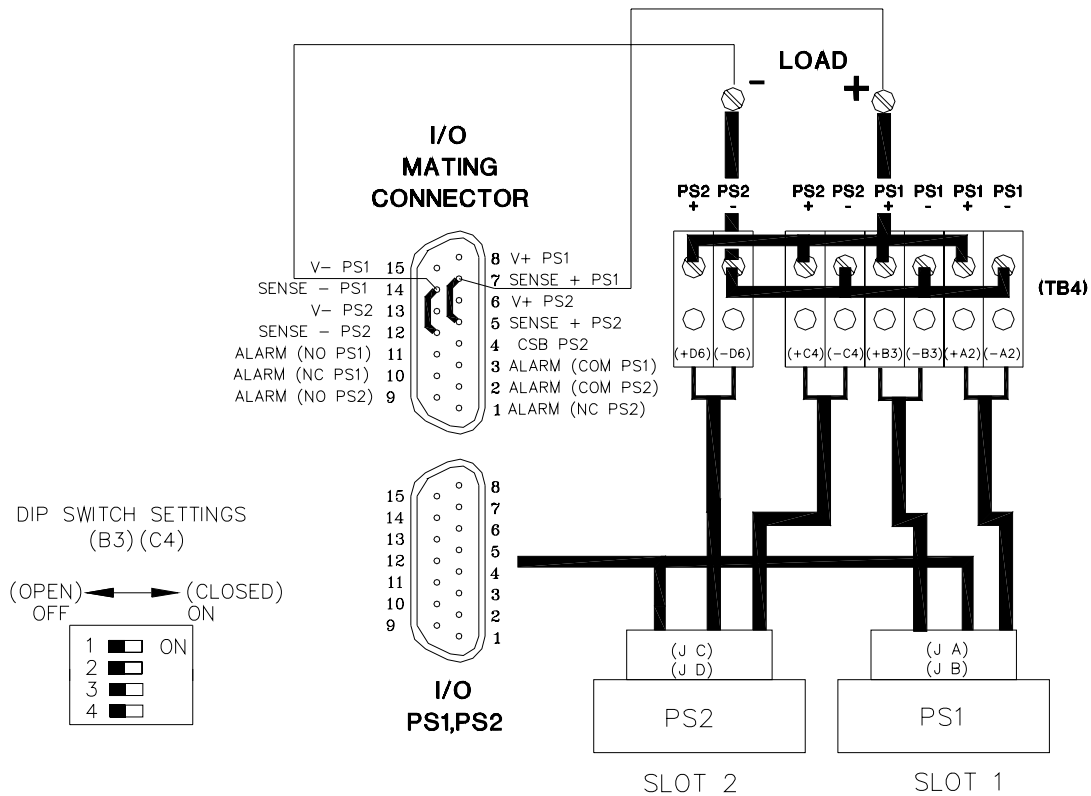 LOAD
- +
I/O
MATING
CONNECTOR
PS2 PS2 PS2 PS2 PS1 PS1 PS1 PS1
+ - + - + - + -
V- PS1 15
SENSE - PS1 14
V- PS2 13
SENSE - PS2 12
ALARM (NO PS1) 11
ALARM (NC PS1) 10
ALARM (NO PS2) 9
8 V+ PS1
7 SENSE + PS1
6 V+ PS2
5 SENSE + PS2
4 CSB PS2
3 ALARM (COM PS1)
2 ALARM (COM PS2)
1 ALARM (NC PS2)
(TB4)
(+D6) (-D6) (+C4) (-C4) (+B3) (-B3) (+A2) (-A2)
15
14
13
12
11
10
9
8
7
6
5
4
3
2
1
I/O
PS1,PS2
DIP SWITCH SETTINGS
(B3)(C4)
(OPEN) (CLOSED)
OFF ON
1 ON
2
3
4
(J C)
(J D)
PS2
SLOT 2
(J A)
(J B)
PS1
SLOT 1